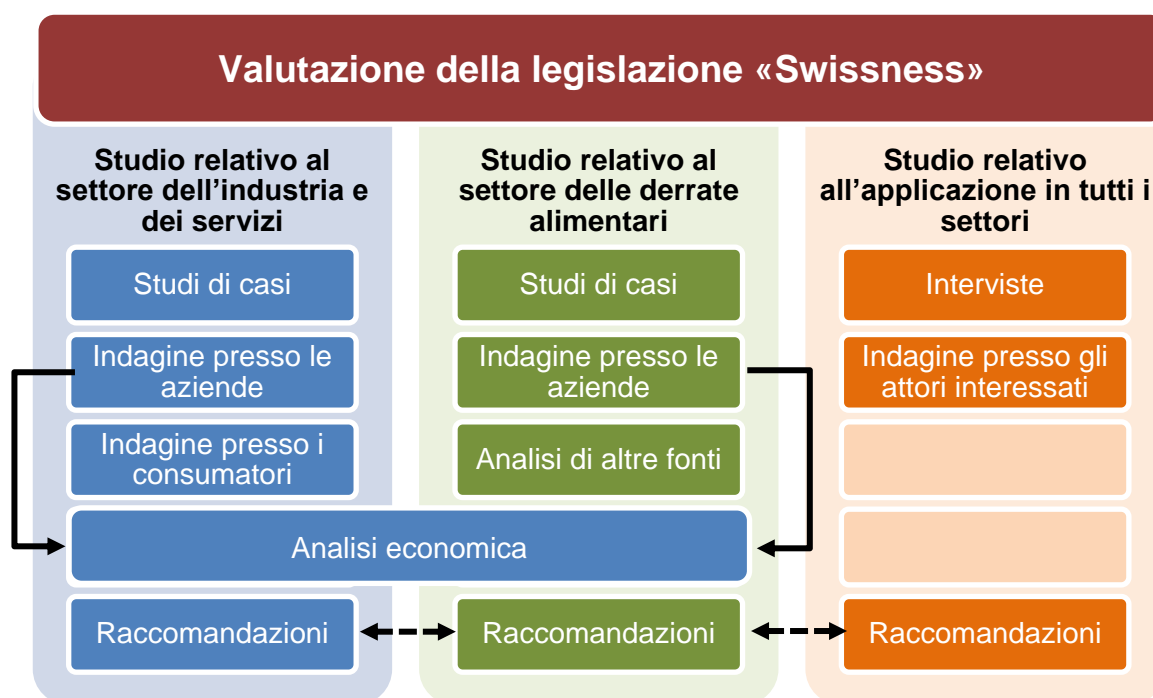 Valutazione della legislazione «Swissness»
Studio relativo al
settore dell'industria e
dei servizi
Studi di casi
Indagine presso le
aziende
Indagine presso i
consumatori
Studio relativo al
settore delle derrate
alimentari
Studi di casi
Indagine presso le
aziende
Analisi di altre fonti
Analisi economica
Studio relativo
all'applicazione in tutti i
settori
Interviste
Indagine presso gli
attori interessati
Raccomandazioni
Raccomandazioni
Raccomandazioni